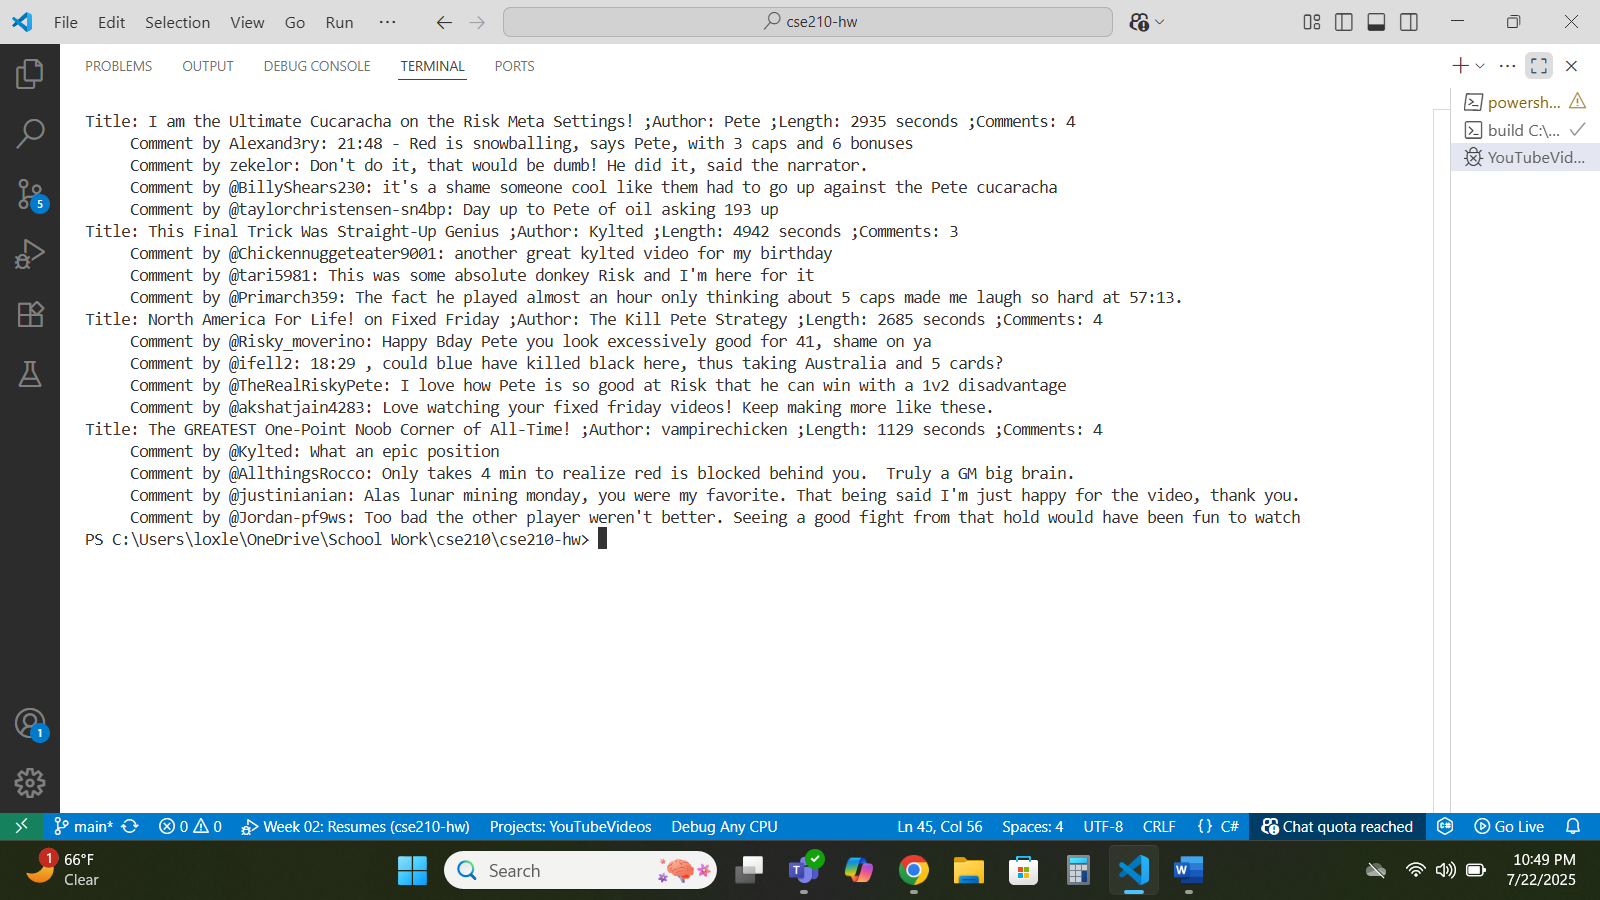 File Edit Selection View Go Run ··· cse210-hw
PROBLEMS OUTPUT DEBUG CONSOLE TERMINAL PORTS
Title: I am the Ultimate Cucaracha on the Risk Meta Settings! ;Author: Pete ;Length: 2935 seconds ;Comments: 4
Comment by Alexand3ry: 21:48 - Red is snowballing, says Pete, with 3 caps and 6 bonuses
Comment by zekelor: Don't do it, that would be dumb! He did it, said the narrator.
Comment by @BillyShears230: it's a shame someone cool like them had to go up against the Pete cucaracha
Comment by @taylorchristensen-sn4bp: Day up to Pete of oil asking 193 up
Title: This Final Trick Was Straight-Up Genius ;Author: Kylted ;Length: 4942 seconds ;Comments: 3
Comment by @Chickennuggeteater9001: another great kylted video for my birthday
Comment by @tari5981: This was some absolute donkey Risk and I'm here for it
Comment by @Primarch359: The fact he played almost an hour only thinking about 5 caps made me laugh so hard at 57:13.
Title: North America For Life! on Fixed Friday ;Author: The Kill Pete Strategy ;Length: 2685 seconds ;Comments: 4
Comment by @Risky_moverino: Happy Bday Pete you look excessively good for 41, shame on ya
Comment by @ifell2: 18:29 , could blue have killed black here, thus taking Australia and 5 cards?
Comment by @TheRealRiskyPete: I love how Pete is so good at Risk that he can win with a 1v2 disadvantage
Comment by @akshatjain4283: Love watching your fixed friday videos! Keep making more like these.
Title: The GREATEST One-Point Noob Corner of All-Time! ;Author: vampirechicken ;Length: 1129 seconds ;Comments: 4
Comment by @Kylted: What an epic position
Comment by @AllthingsRocco: Only takes 4 min to realize red is blocked behind you.  Truly a GM big brain.
Comment by @justinianian: Alas lunar mining monday, you were my favorite. That being said I'm just happy for the video, thank you.
Comment by @Jordan-pf9ws: Too bad the other player weren't better. Seeing a good fight from that hold would have been fun to watch
PS C:\Users\loxle\OneDrive\School Work\cse210\cse210-hw>
powersh...
build C:\...
YouTubeVid...
5
1
main* 0 0 Week 02: Resumes (cse210-hw) Projects: YouTubeVideos Debug Any CPU Ln 45, Col 56 Spaces: 4 UTF-8 CRLF {} C# Chat quota reached Go Live
1 66°F
Clear
Search
10:49 PM
7/22/2025